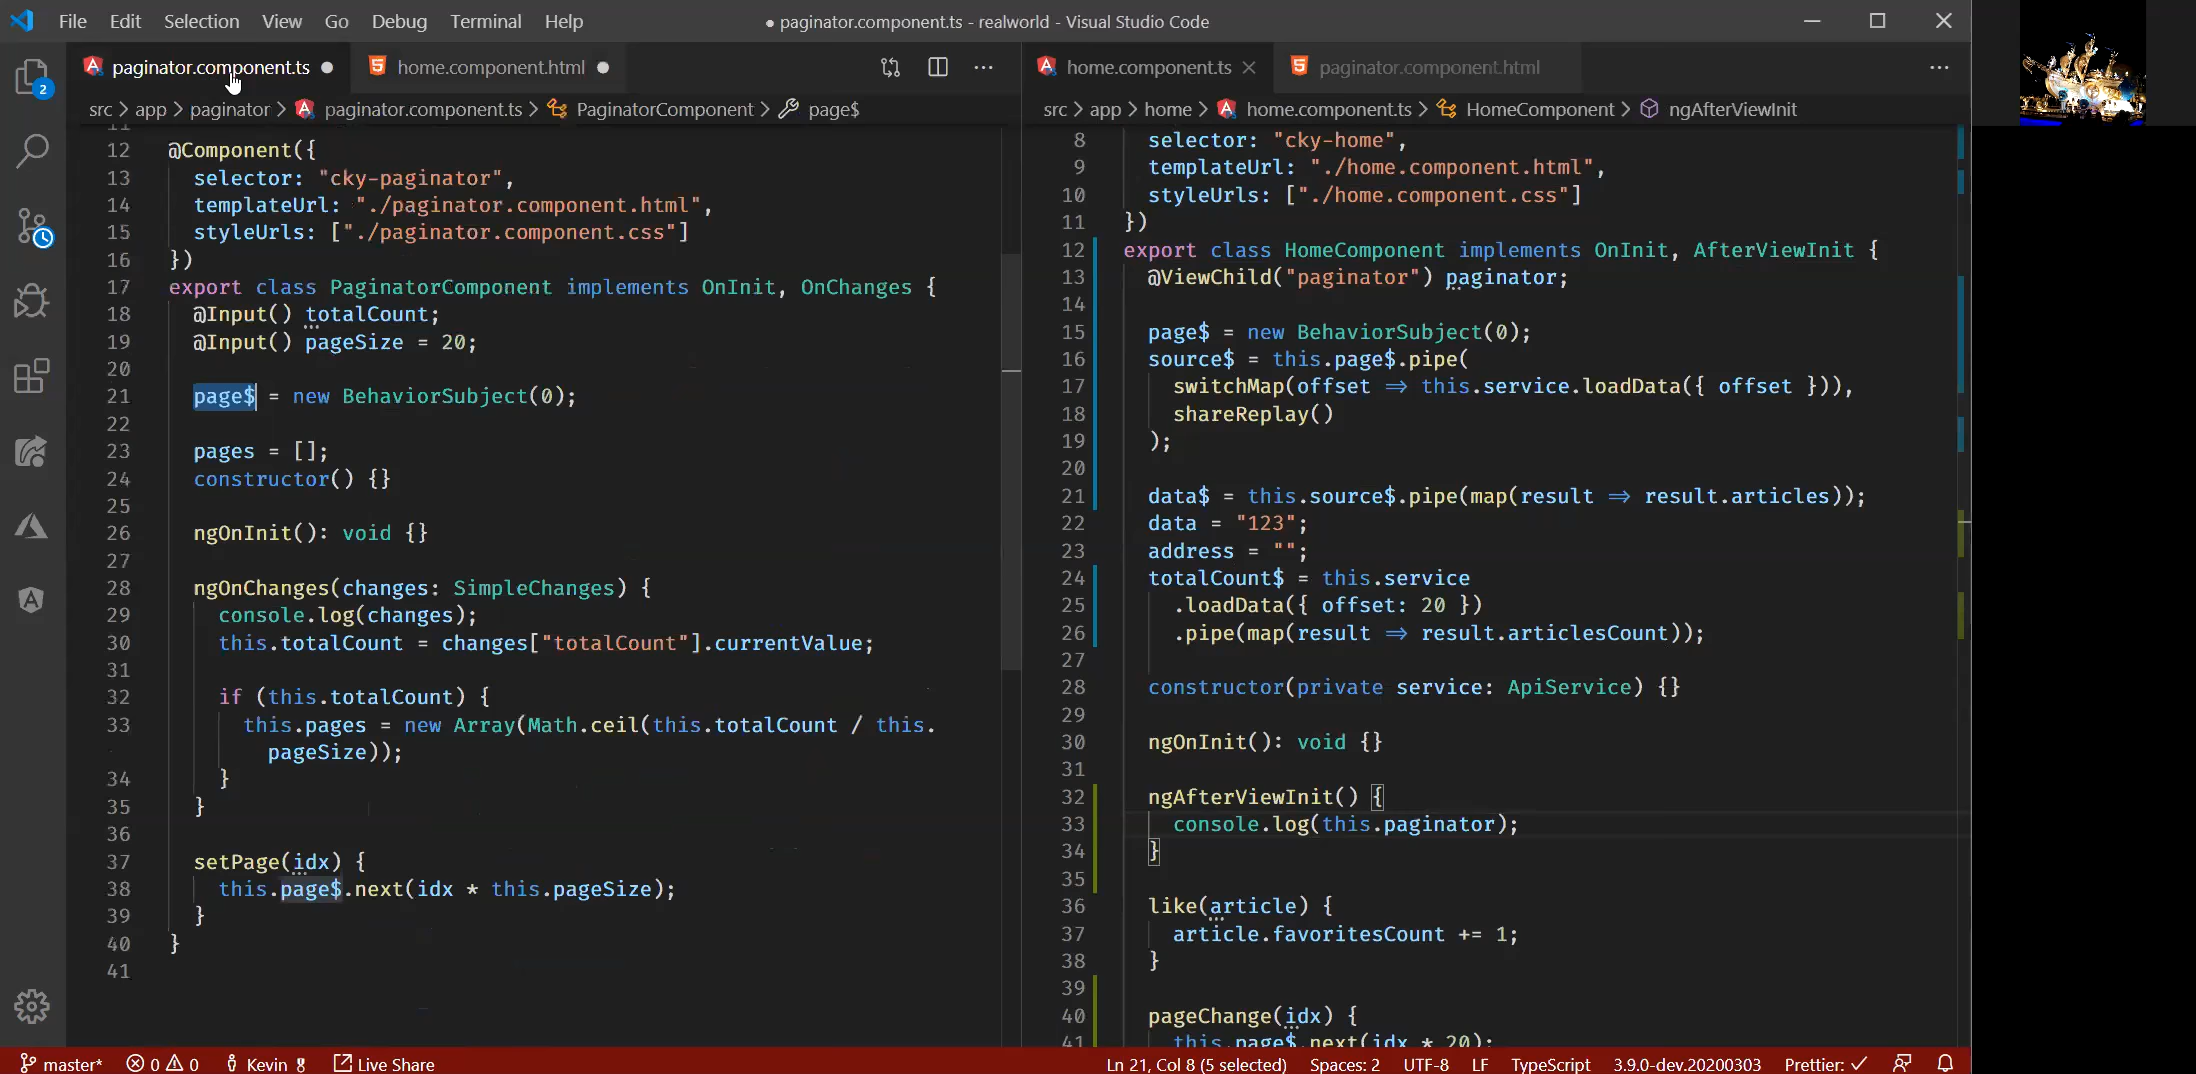 File Edit Selection View Go Debug Terminal Help
● paginator.component.ts - realworld - Visual Studio Code
paginator.component.ts ●
home.component.html ●
src > app > paginator > paginator.component.ts > PaginatorComponent > page$
11
12 @Component({
13 selector: "cky-paginator",
14 templateUrl: "./paginator.component.html",
15 styleUrls: ["./paginator.component.css"]
16 })
17 export class PaginatorComponent implements OnInit, OnChanges {
18 @Input() totalCount;
19 @Input() pageSize = 20;
20
21 page$ = new BehaviorSubject(0);
22
23 pages = [];
24 constructor() {}
25
26 ngOnInit(): void {}
27
28 ngOnChanges(changes: SimpleChanges) {
29 console.log(changes);
30 this.totalCount = changes["totalCount"].currentValue;
31
32 if (this.totalCount) {
33 this.pages = new Array(Math.ceil(this.totalCount / this.
pageSize));
34 }
35 }
36
37 setPage(idx) {
38 this.page$.next(idx * this.pageSize);
39 }
40 }
41
home.component.ts
paginator.component.html
src > app > home > home.component.ts > HomeComponent > ngAfterViewInit
8 selector: "cky-home",
9 templateUrl: "./home.component.html",
10 styleUrls: ["./home.component.css"]
11 })
12 export class HomeComponent implements OnInit, AfterViewInit {
13 @ViewChild("paginator") paginator;
14
15 page$ = new BehaviorSubject(0);
16 source$ = this.page$.pipe(
17 switchMap(offset ⇒ this.service.loadData({ offset })),
18 shareReplay()
19 );
20
21 data$ = this.source$.pipe(map(result ⇒ result.articles));
22 data = "123";
23 address = "";
24 totalCount$ = this.service
25 .loadData({ offset: 20 })
26 .pipe(map(result ⇒ result.articlesCount));
27
28 constructor(private service: ApiService) {}
29
30 ngOnInit(): void {}
31
32 ngAfterViewInit() {
33 console.log(this.paginator);
34 }
35
36 like(article) {
37 article.favoritesCount += 1;
38 }
39
40 pageChange(idx) {
41 this.page$.next(idx * 20);
2
master* 0 0 Kevin Live Share
Ln 21, Col 8 (5 selected) Spaces: 2 UTF-8 LF TypeScript 3.9.0-dev.20200303 Prettier: ✓